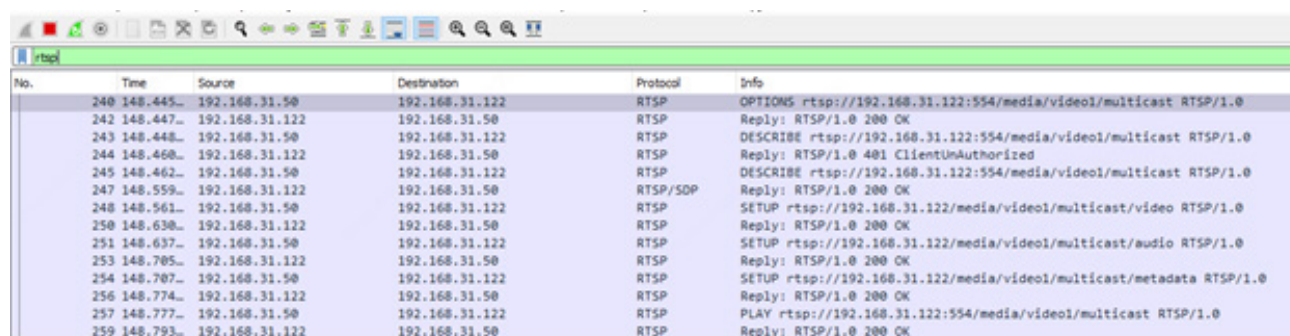 rtsp
No. Time Source Destination Protocol Info
240 148.445… 192.168.31.50 192.168.31.122 RTSP OPTIONS rtsp://192.168.31.122:554/media/video1/multicast RTSP/1.0
242 148.447… 192.168.31.122 192.168.31.50 RTSP Reply: RTSP/1.0 200 OK
243 148.448… 192.168.31.50 192.168.31.122 RTSP DESCRIBE rtsp://192.168.31.122:554/media/video1/multicast RTSP/1.0
244 148.460… 192.168.31.122 192.168.31.50 RTSP Reply: RTSP/1.0 401 ClientUnAuthorized
245 148.462… 192.168.31.50 192.168.31.122 RTSP DESCRIBE rtsp://192.168.31.122:554/media/video1/multicast RTSP/1.0
247 148.559… 192.168.31.122 192.168.31.50 RTSP/SDP Reply: RTSP/1.0 200 OK
248 148.561… 192.168.31.50 192.168.31.122 RTSP SETUP rtsp://192.168.31.122/media/video1/multicast/video RTSP/1.0
250 148.630… 192.168.31.122 192.168.31.50 RTSP Reply: RTSP/1.0 200 OK
251 148.637… 192.168.31.50 192.168.31.122 RTSP SETUP rtsp://192.168.31.122/media/video1/multicast/audio RTSP/1.0
253 148.705… 192.168.31.122 192.168.31.50 RTSP Reply: RTSP/1.0 200 OK
254 148.707… 192.168.31.50 192.168.31.122 RTSP SETUP rtsp://192.168.31.122/media/video1/multicast/metadata RTSP/1.0
256 148.774… 192.168.31.122 192.168.31.50 RTSP Reply: RTSP/1.0 200 OK
257 148.777… 192.168.31.50 192.168.31.122 RTSP PLAY rtsp://192.168.31.122:554/media/video1/multicast RTSP/1.0
259 148.793… 192.168.31.122 192.168.31.50 RTSP Reply: RTSP/1.0 200 OK